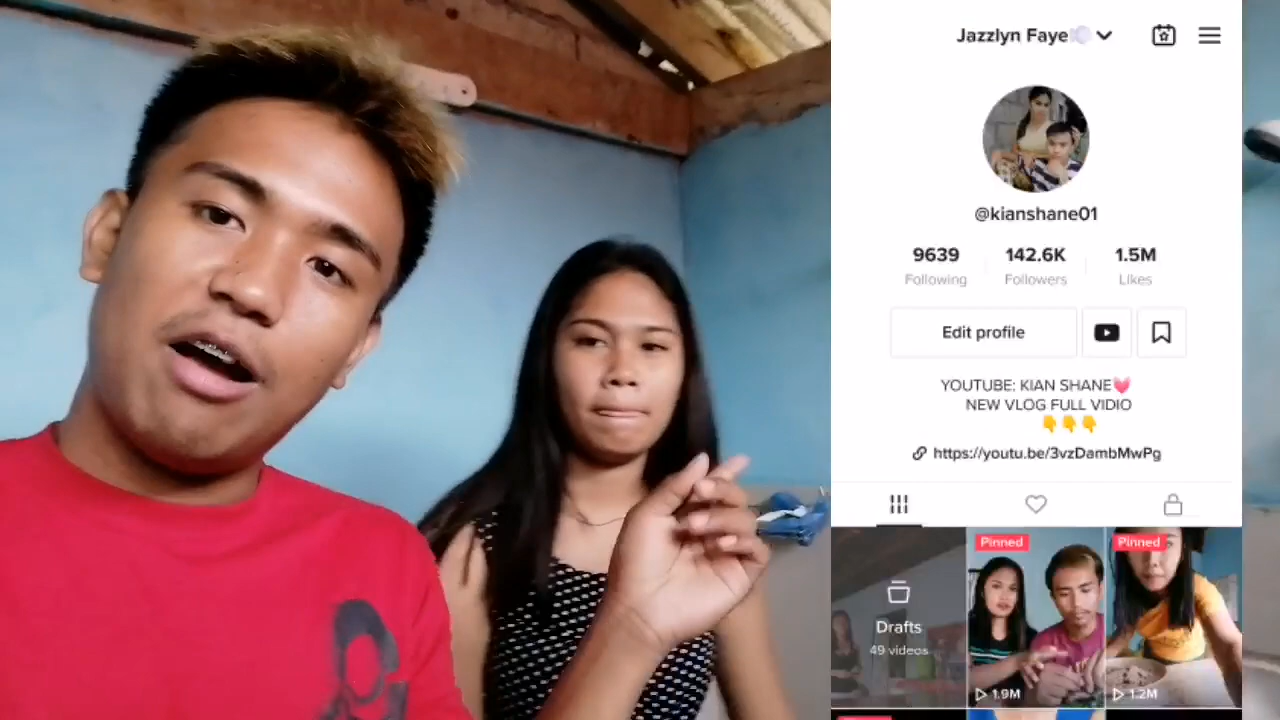 Jazzlyn Faye
@kianshane01
9639 142.6K 1.5M
Following Followers Likes
Edit profile
YOUTUBE: KIAN SHANE💓
NEW VLOG FULL VIDIO
👇👇👇
https://youtu.be/3vzDambMwPg
Pinned Pinned
Drafts
49 videos
1.9M 1.2M